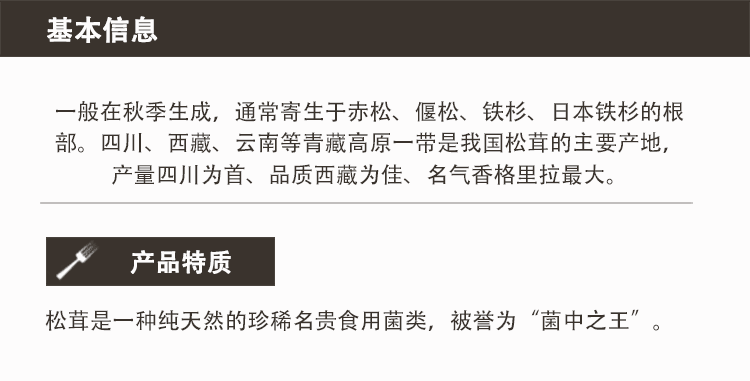 基本信息
一般在秋季生成，通常寄生于赤松、偃松、铁杉、日本铁杉的根
部。四川、西藏、云南等青藏高原一带是我国松茸的主要产地，
产量四川为首、品质西藏为佳、名气香格里拉最大。
产品特质
松茸是一种纯天然的珍稀名贵食用菌类，被誉为“菌中之王”。